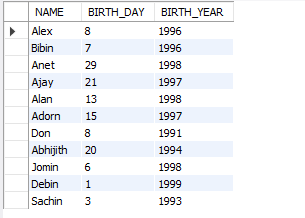 NAME BIRTH_DAY BIRTH_YEAR
Alex 8 1996
Bibin 7 1996
Anet 29 1998
Ajay 21 1997
Alan 13 1998
Adorn 15 1997
Don 8 1991
Abhijith 20 1994
Jomin 6 1998
Debin 1 1999
Sachin 3 1993